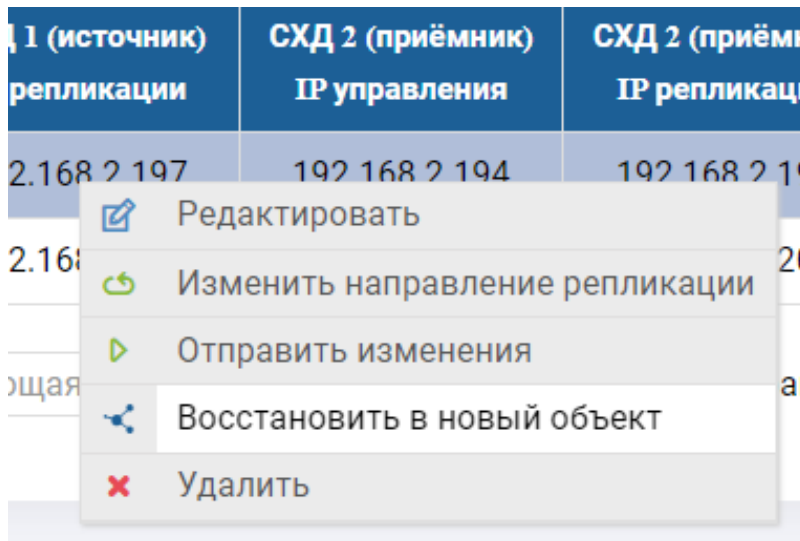 1 (источник) СХД 2 (приёмник) СХД 2
репликации IP управления IP
192.168.2.194
Редактировать
Изменить направление репликации
Отправить изменения
Восстановить в новый объект
Удалить